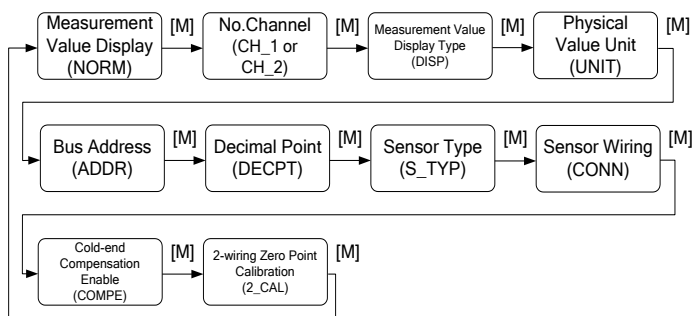 Measurement
Value Display
(NORM)
[M]
No.Channel
(CH_1 or
CH_2)
[M]
Measurement Value
Display Type
(DISP)
[M]
Physical
Value Unit
(UNIT)
[M]
Bus Address
(ADDR)
[M]
Decimal Point
(DECPT)
[M]
Sensor Type
(S_TYP)
[M]
Sensor Wiring
(CONN)
[M]
Cold-end
Compensation
Enable
(COMPE)
[M]
2-wiring Zero Point
Calibration
(2_CAL)
[M]